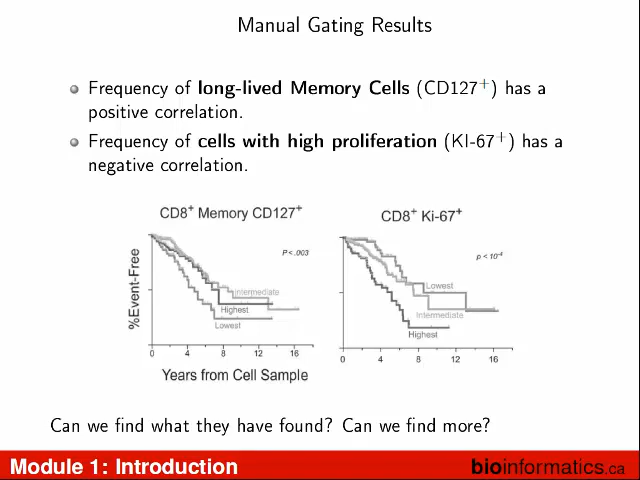 Manual Gating Results
Frequency of long-lived Memory Cells (CD127+) has a
positive correlation.
Frequency of cells with high proliferation (KI-67+) has a
negative correlation.
CD8+ Memory CD127+
P < .003
%Event-Free
Intermediate
Highest
Lowest
0 4 8 12 16
Years from Cell Sample
CD8+ Ki-67+
p < 10-4
Lowest
Intermediate
Highest
0 4 8 12 16
Can we find what they have found? Can we find more?
Module 1: Introduction
bioinformatics.ca